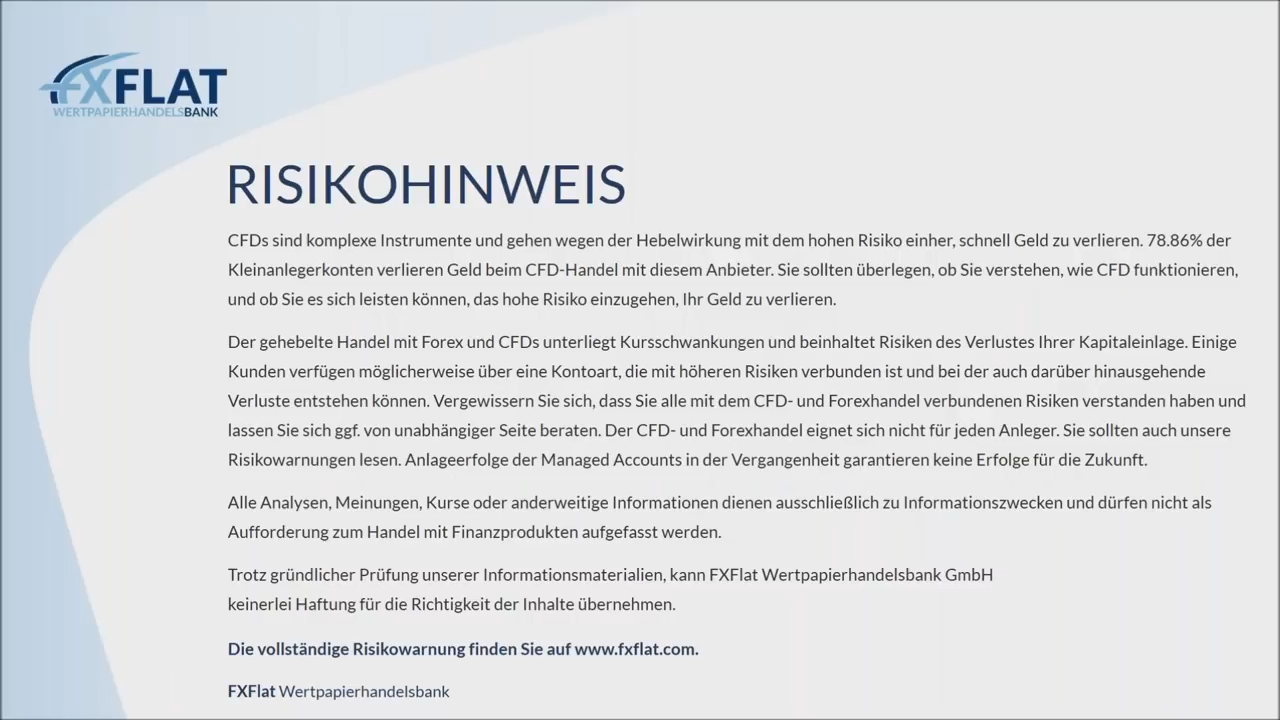 FXFLAT
WERTPAPIERHANDELSBANK
RISIKOHINWEIS
CFDs sind komplexe Instrumente und gehen wegen der Hebelwirkung mit dem hohen Risiko einher, schnell Geld zu verlieren. 78.86% der
Kleinanlegerkonten verlieren Geld beim CFD-Handel mit diesem Anbieter. Sie sollten überlegen, ob Sie verstehen, wie CFD funktionieren,
und ob Sie es sich leisten können, das hohe Risiko einzugehen, Ihr Geld zu verlieren.
Der gehebelte Handel mit Forex und CFDs unterliegt Kursschwankungen und beinhaltet Risiken des Verlustes Ihrer Kapitaleinlage. Einige
Kunden verfügen möglicherweise über eine Kontoart, die mit höheren Risiken verbunden ist und bei der auch darüber hinausgehende
Verluste entstehen können. Vergewissern Sie sich, dass Sie alle mit dem CFD- und Forexhandel verbundenen Risiken verstanden haben und
lassen Sie sich ggf. von unabhängiger Seite beraten. Der CFD- und Forexhandel eignet sich nicht für jeden Anleger. Sie sollten auch unsere
Risikowarnungen lesen. Anlageerfolge der Managed Accounts in der Vergangenheit garantieren keine Erfolge für die Zukunft.
Alle Analysen, Meinungen, Kurse oder anderweitige Informationen dienen ausschließlich zu Informationszwecken und dürfen nicht als
Aufforderung zum Handel mit Finanzprodukten aufgefasst werden.
Trotz gründlicher Prüfung unserer Informationsmaterialien, kann FXFlat Wertpapierhandelsbank GmbH
keinerlei Haftung für die Richtigkeit der Inhalte übernehmen.
Die vollständige Risikowarnung finden Sie auf www.fxflat.com.
FXFlat Wertpapierhandelsbank